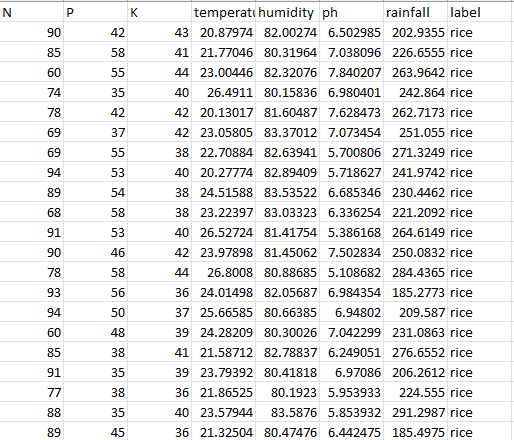 N P K temperatu humidity ph rainfall label
90 42 43 20.87974 82.00274 6.502985 202.9355 rice
85 58 41 21.77046 80.31964 7.038096 226.6555 rice
60 55 44 23.00446 82.32076 7.840207 263.9642 rice
74 35 40 26.4911 80.15836 6.980401 242.864 rice
78 42 42 20.13017 81.60487 7.628473 262.7173 rice
69 37 42 23.05805 83.37012 7.073454 251.055 rice
69 55 38 22.70884 82.63941 5.700806 271.3249 rice
94 53 40 20.27774 82.89409 5.718627 241.9742 rice
89 54 38 24.51588 83.53522 6.685346 230.4462 rice
68 58 38 23.22397 83.03323 6.336254 221.2092 rice
91 53 40 26.52724 81.41754 5.386168 264.6149 rice
90 46 42 23.97898 81.45062 7.502834 250.0832 rice
78 58 44 26.8008 80.88685 5.108682 284.4365 rice
93 56 36 24.01498 82.05687 6.984354 185.2773 rice
94 50 37 25.66585 80.66385 6.94802 209.587 rice
60 48 39 24.28209 80.30026 7.042299 231.0863 rice
85 38 41 21.58712 82.78837 6.249051 276.6552 rice
91 35 39 23.79392 80.41818 6.97086 206.2612 rice
77 38 36 21.86525 80.1923 5.953933 224.555 rice
88 35 40 23.57944 83.5876 5.853932 291.2987 rice
89 45 36 21.32504 80.47476 6.442475 185.4975 rice